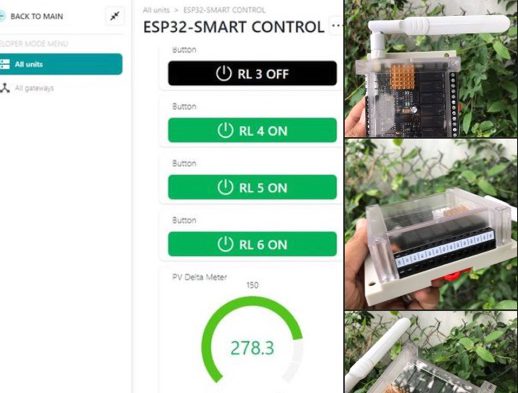 BACK TO MAIN
ELOPER MODE MENU
All units
All gateways
All units > ESP32-SMART CONTROL
ESP32-SMART CONTROL ...
Button
RL 3 OFF
Button
RL 4 ON
Button
RL 5 ON
Button
RL 6 ON
PV Delta Meter
150
278.3